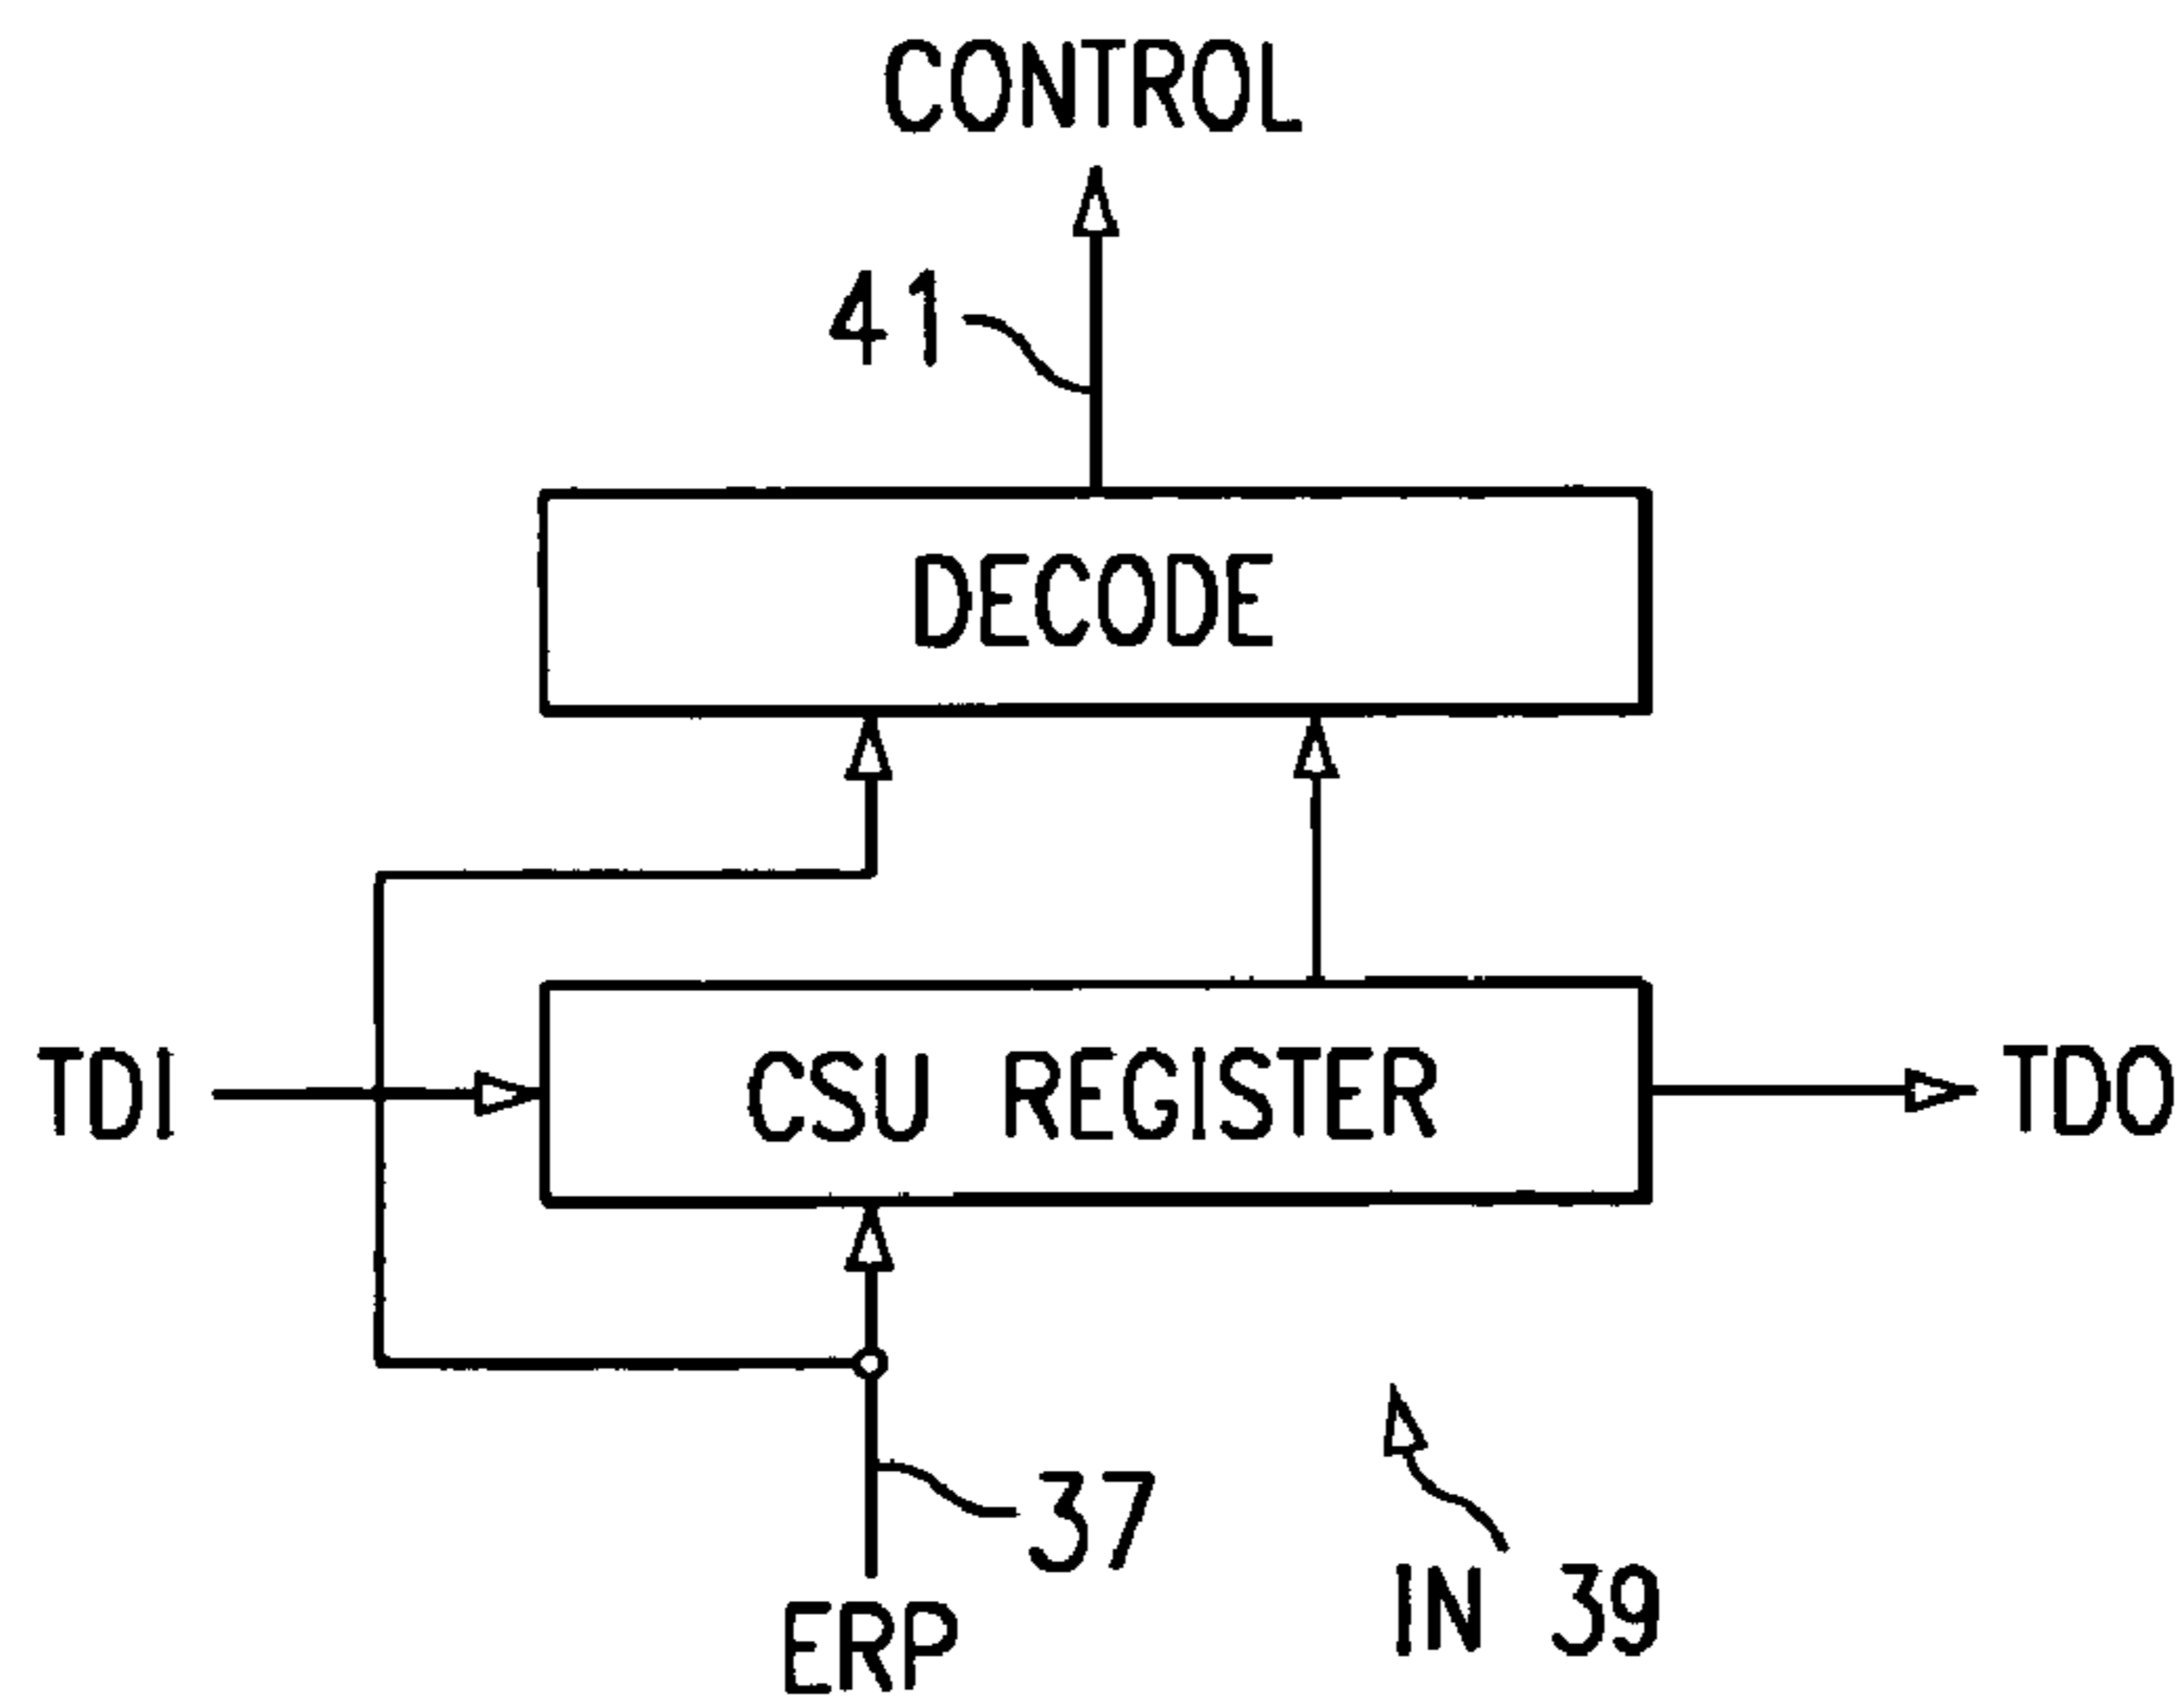 CONTROL
41
DECODE
TDI
CSU REGISTER
TDO
37
ERP
IN 39